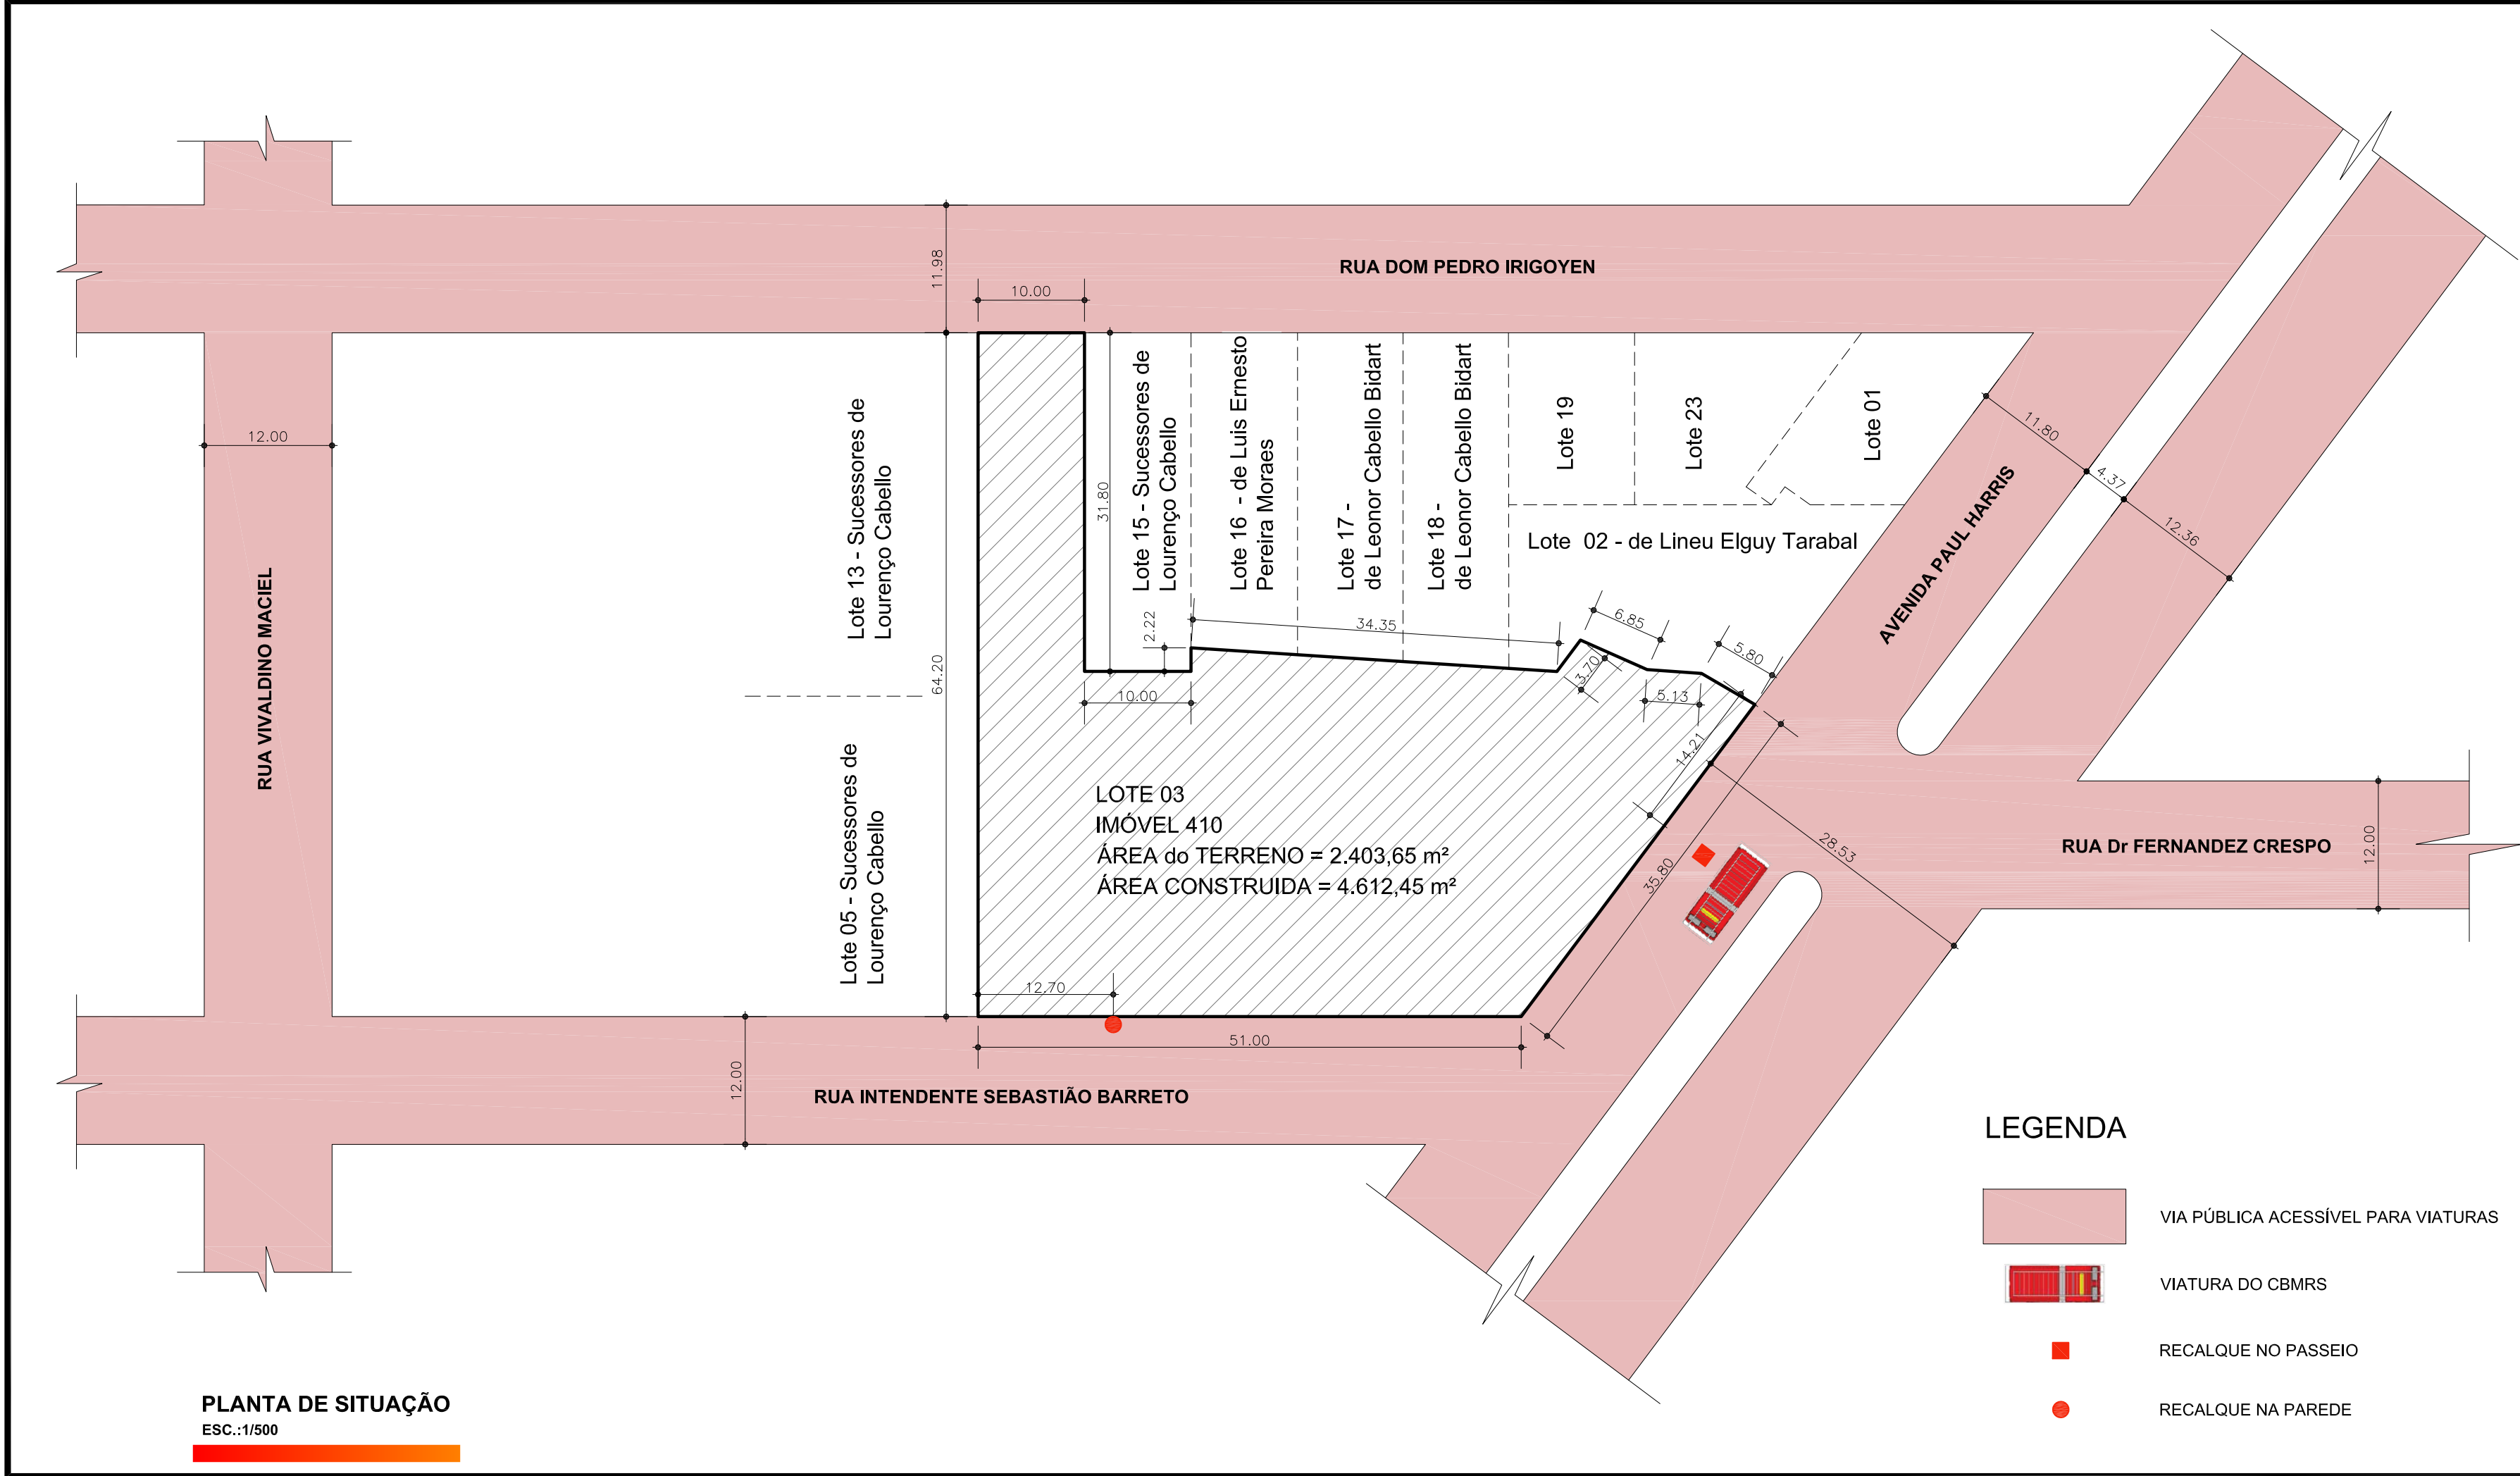 RUA DOM PEDRO IRIGOYEN
11.98
10.00
12.00
RUA VIVALDINO MACIEL
Lote 13 - Sucessores de
Lourenço Cabello
Lote 05 - Sucessores de
Lourenço Cabello
64.20
31.80
Lote 15 - Sucessores de
Lourenço Cabello
Lote 16 - de Luis Ernesto
Pereira Moraes
Lote 17 -
de Leonor Cabello Bidart
Lote 18 -
de Leonor Cabello Bidart
Lote 19
Lote 23
Lote 01
Lote 02 - de Lineu Elguy Tarabal
2.22
10.00
34.35
3.70
6.85
5.13
5.80
14.21
35.80
28.53
AVENIDA PAUL HARRIS
11.80
4.37
12.36
LOTE 03
IMÓVEL 410
ÁREA do TERRENO = 2.403,65 m²
ÁREA CONSTRUIDA = 4.612,45 m²
RUA Dr FERNANDEZ CRESPO
12.00
12.70
51.00
12.00
RUA INTENDENTE SEBASTIÃO BARRETO
LEGENDA
VIA PÚBLICA ACESSÍVEL PARA VIATURAS
VIATURA DO CBMRS
RECALQUE NO PASSEIO
RECALQUE NA PAREDE
PLANTA DE SITUAÇÃO
ESC.:1/500